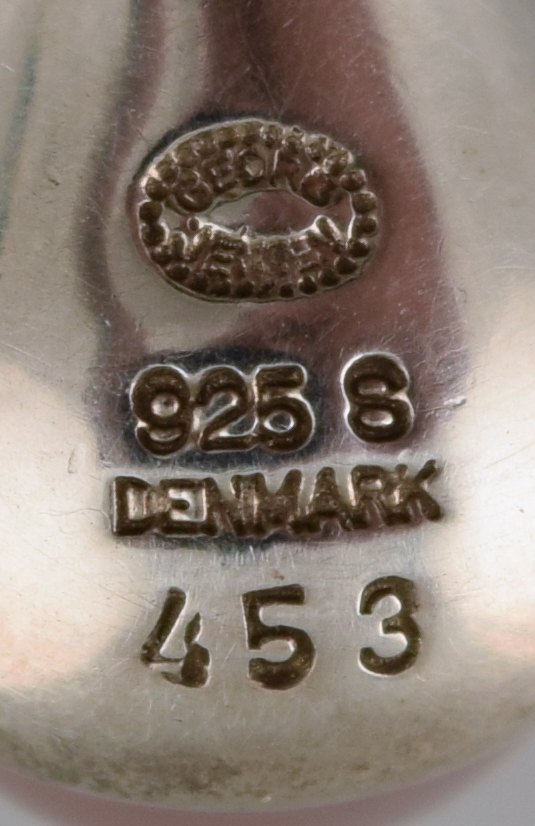 GEORG
JENSEN
925 S
DENMARK
453